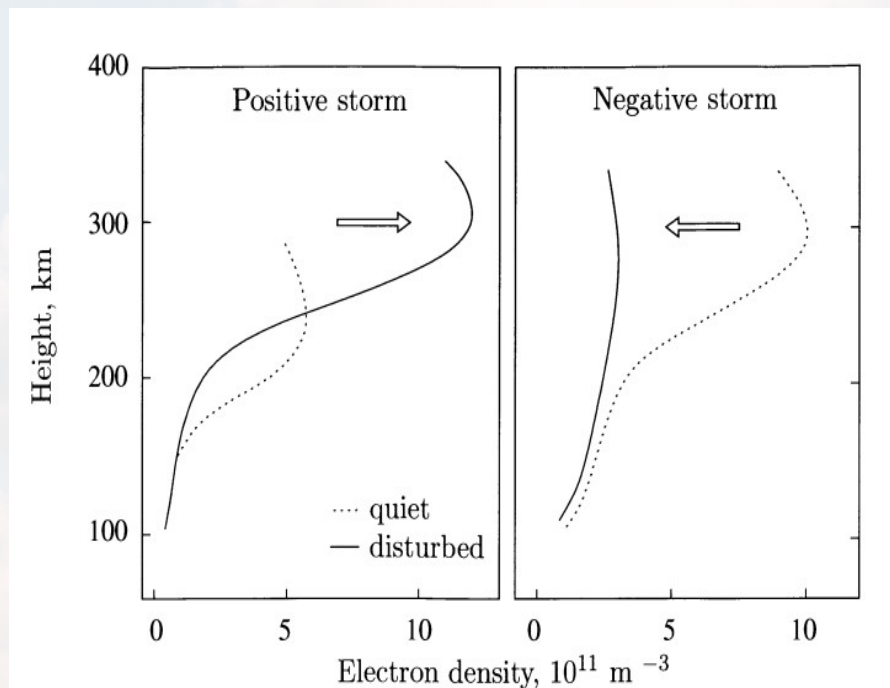 400
Positive storm
Negative storm
300
Height, km
200
quiet
100
disturbed
0 5 10 0 5 10
Electron density, 10¹¹ m ⁻³